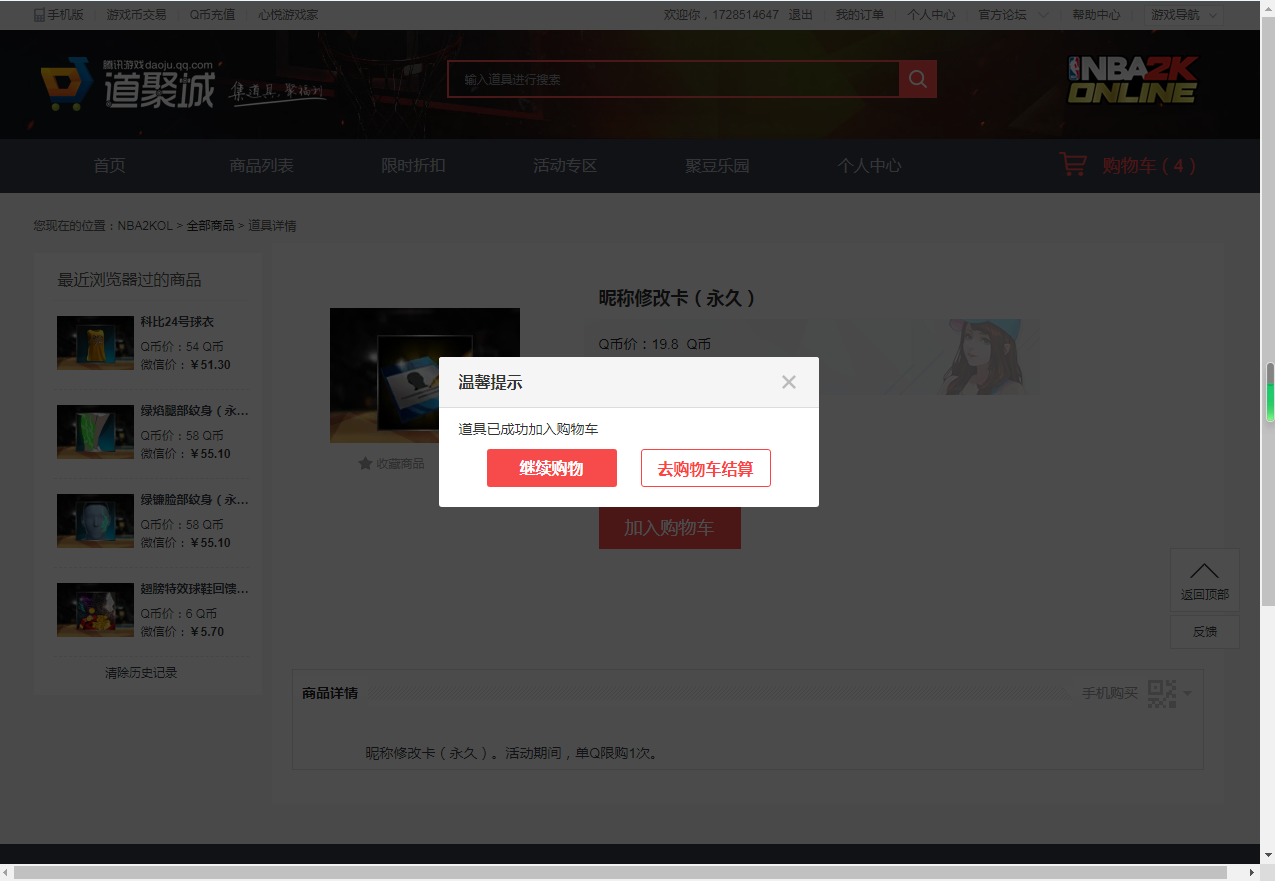 手机版 游戏币交易 Q币充值 心悦游戏家 欢迎你，1728514647 退出 我的订单 个人中心 官方论坛 帮助中心 游戏导航
腾讯游戏daoju.qq.com
道聚城 集道具,聚福利
输入道具进行搜索
NBA2K
ONLINE
首页 商品列表 限时折扣 活动专区 聚豆乐园 个人中心 购物车（4）
您现在的位置：NBA2KOL > 全部商品 > 道具详情
最近浏览器过的商品
科比24号球衣
Q币价：54 Q币
微信价：¥51.30
绿焰腿部纹身（永…
Q币价：58 Q币
微信价：¥55.10
绿镰脸部纹身（永…
Q币价：58 Q币
微信价：¥55.10
翅膀特效球鞋回馈…
Q币价：6 Q币
微信价：¥5.70
清除历史记录
昵称修改卡（永久）
Q币价：19.8 Q币
收藏商品
温馨提示
道具已成功加入购物车
继续购物 去购物车结算
加入购物车
返回顶部
反馈
商品详情 手机购买
昵称修改卡（永久）。活动期间，单Q限购1次。